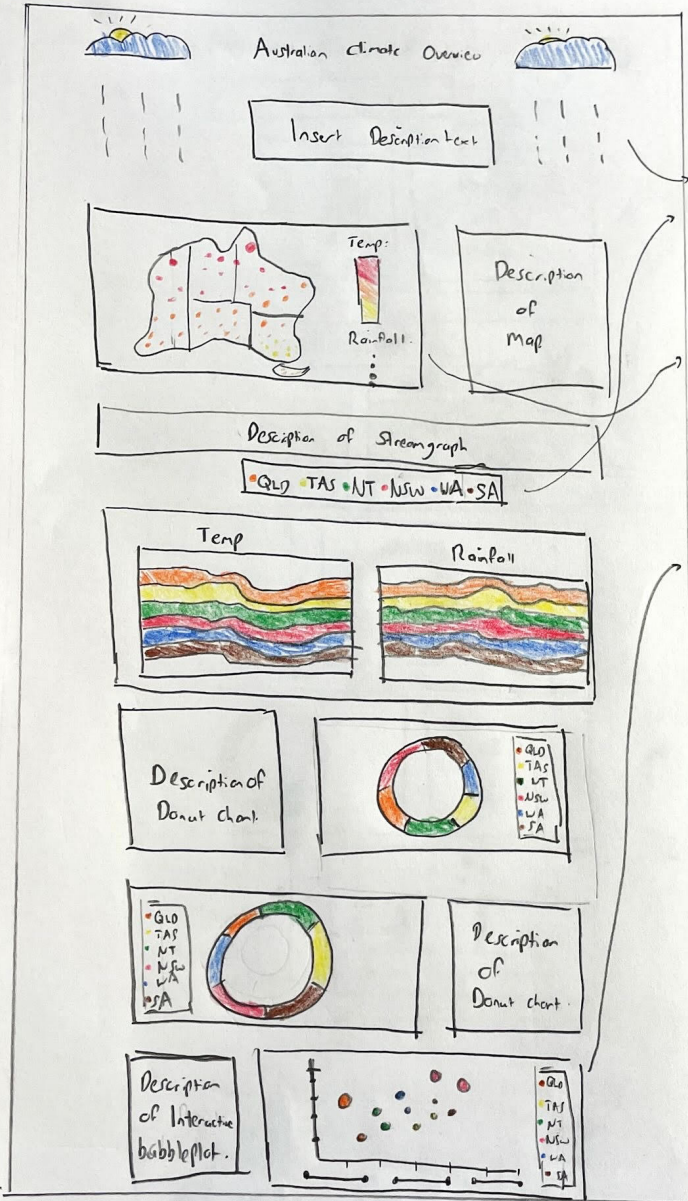 Australian climate Overview
Insert Description text
Temp:
Rainfall.
Description
of
Map
Desciption of Streamgraph
QLD TAS NT NSW WA SA
Temp
Rainfall
Description of
Donut chart.
QLD
TAS
NT
NSW
WA
SA
QLD
TAS
NT
NSW
WA
SA
Description
of
Donut chart.
Description
of Interactive
babbleplot.
QLD
TAS
NT
NSW
WA
SA